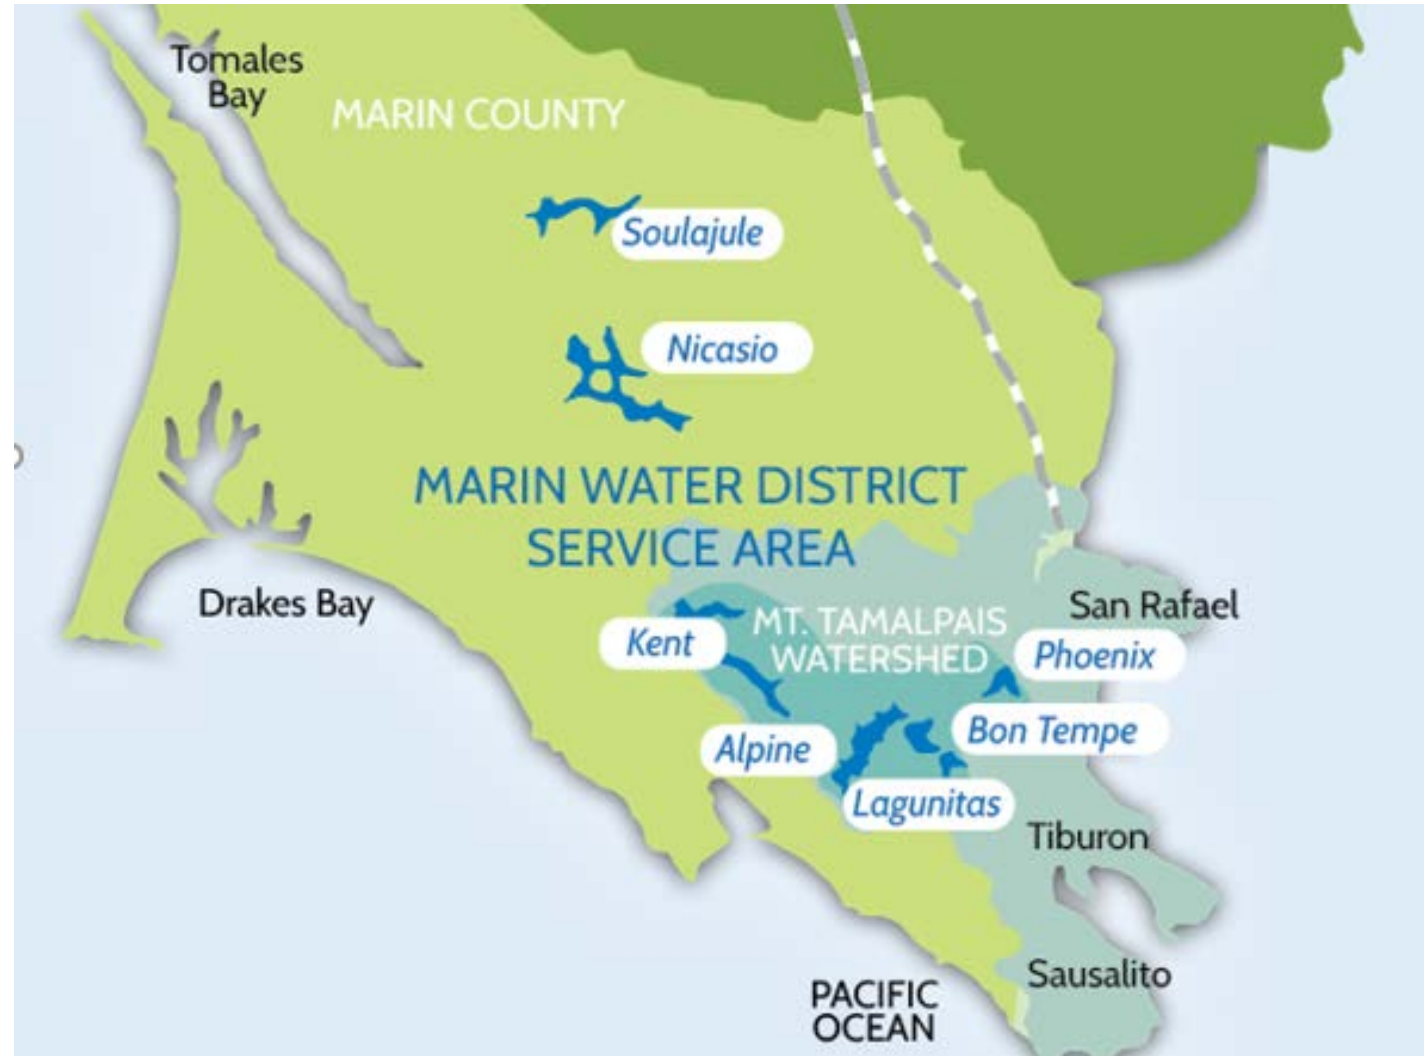 Tomales
Bay
MARIN COUNTY
Soulajule
Nicasio
MARIN WATER DISTRICT
SERVICE AREA
Drakes Bay
San Rafael
MT. TAMALPAIS
WATERSHED
Kent
Phoenix
Bon Tempe
Alpine
Lagunitas
Tiburon
Sausalito
PACIFIC
OCEAN